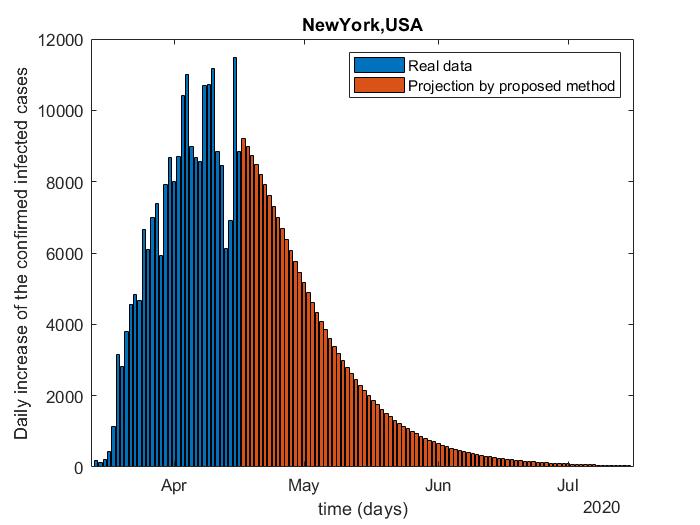 NewYork,USA
Real data
Projection by proposed method
Daily increase of the confirmed infected cases
12000
10000
8000
6000
4000
2000
0
Apr May Jun Jul
time (days)
2020